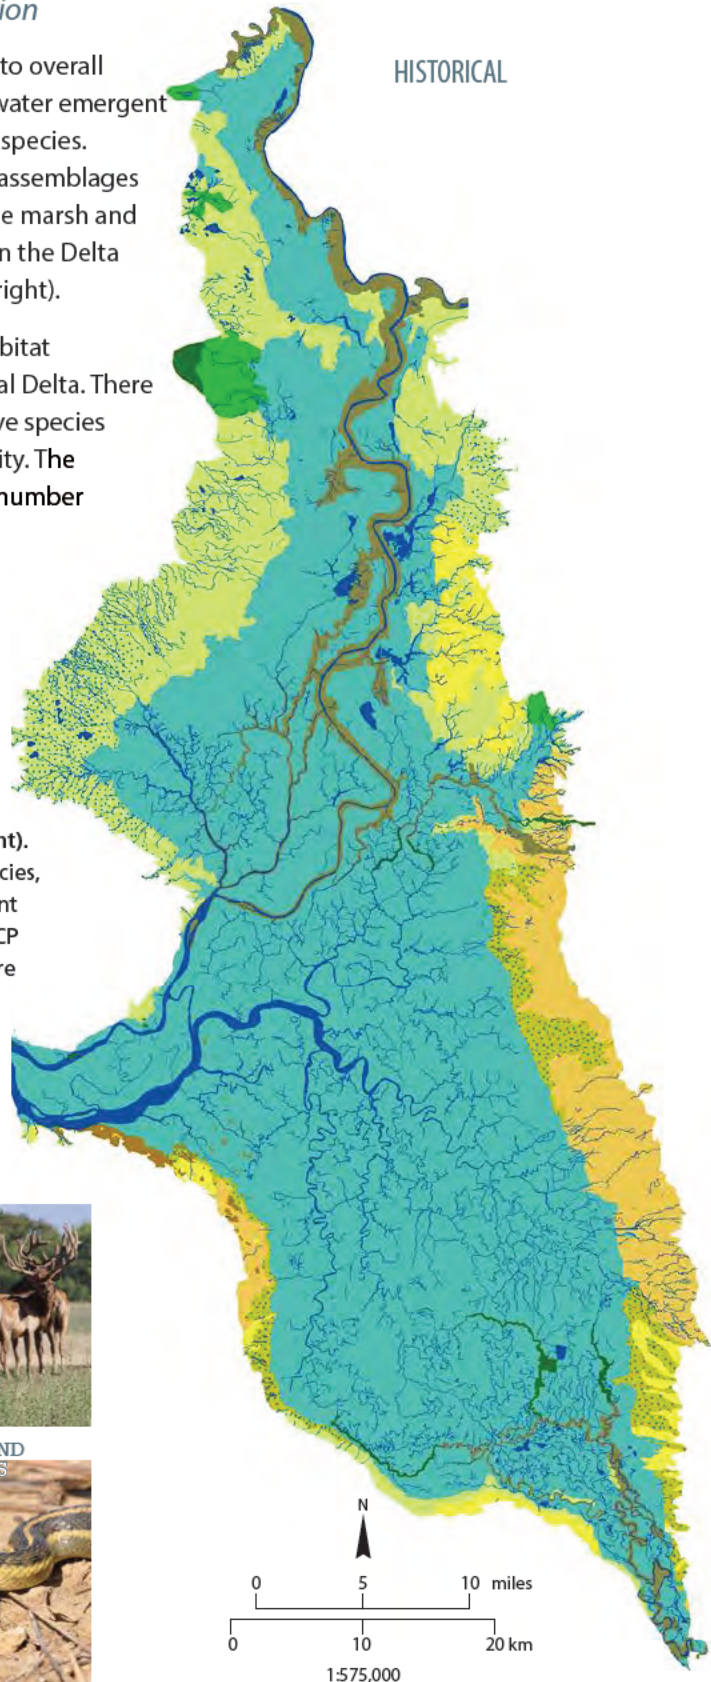 ion
to overall
HISTORICAL
water emergent
species.
assemblages
e marsh and
n the Delta
right).
bitat
al Delta. There
ve species
ity. The
number
nt).
cies,
nt
CP
re
ND
S
N
0 5 10 miles
0 10 20 km
1:575,000